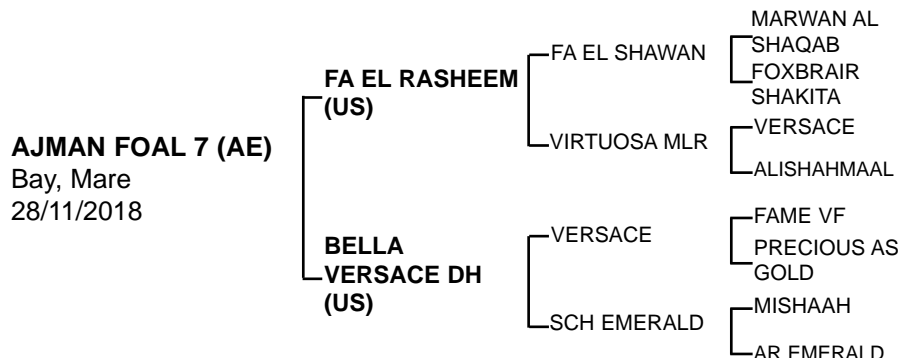 AJMAN FOAL 7 (AE)
Bay, Mare
28/11/2018
FA EL RASHEEM
(US)
BELLA
VERSACE DH
(US)
FA EL SHAWAN
VIRTUOSA MLR
VERSACE
SCH EMERALD
MARWAN AL
SHAQAB
FOXBRAIR
SHAKITA
VERSACE
ALISHAHMAAL
FAME VF
PRECIOUS AS
GOLD
MISHAAH
AR EMERALD